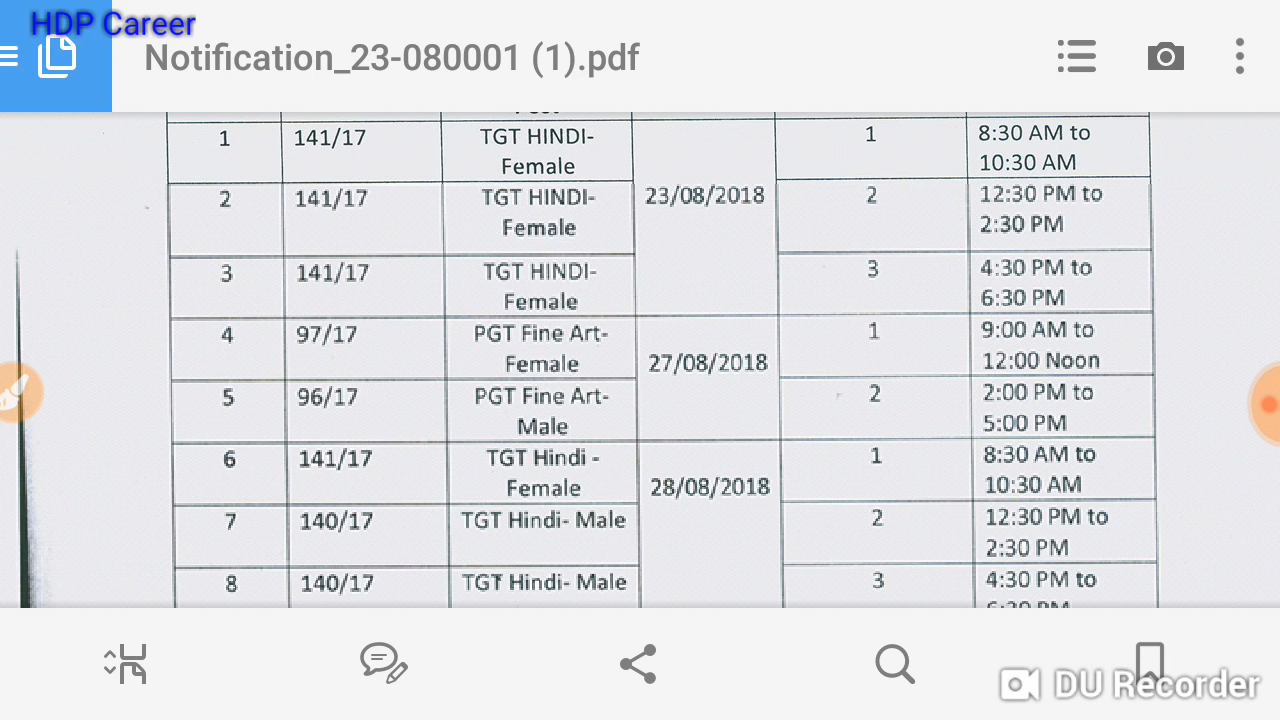 HDP Career
Notification_23-080001 (1).pdf
1 141/17 TGT HINDI- 1 8:30 AM to
Female 10:30 AM
2 141/17 TGT HINDI- 23/08/2018 2 12:30 PM to
Female 2:30 PM
3 141/17 TGT HINDI- 3 4:30 PM to
Female 6:30 PM
4 97/17 PGT Fine Art- 1 9:00 AM to
Female 27/08/2018 12:00 Noon
5 96/17 PGT Fine Art- 2 2:00 PM to
Male 5:00 PM
6 141/17 TGT Hindi - 1 8:30 AM to
Female 28/08/2018 10:30 AM
7 140/17 TGT Hindi- Male 2 12:30 PM to
2:30 PM
8 140/17 TGT Hindi- Male 3 4:30 PM to
DU Recorder